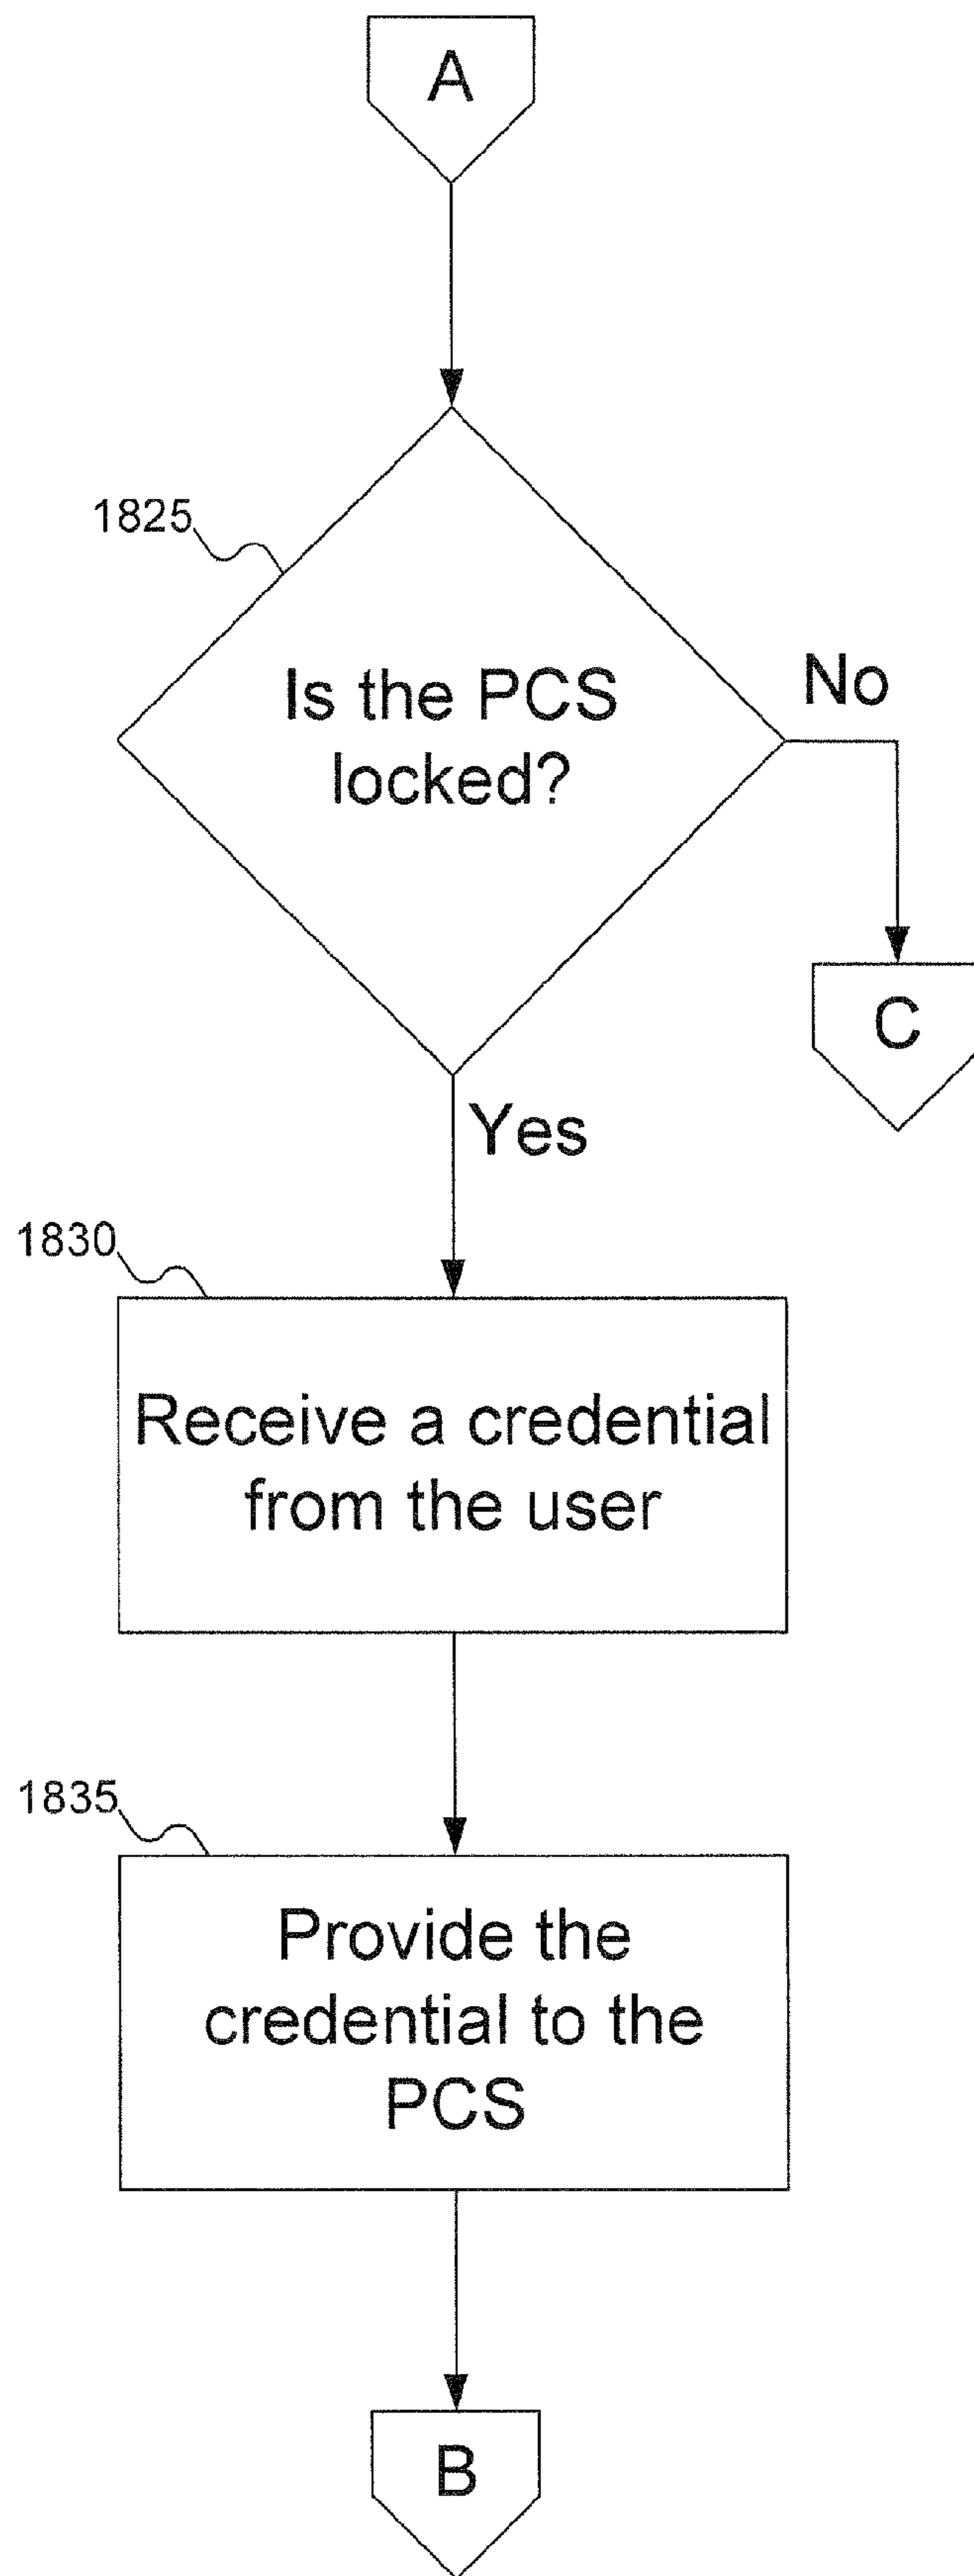 A
1825
Is the PCS
locked?
No
C
Yes
1830
Receive a credential
from the user
1835
Provide the
credential to the
PCS
B